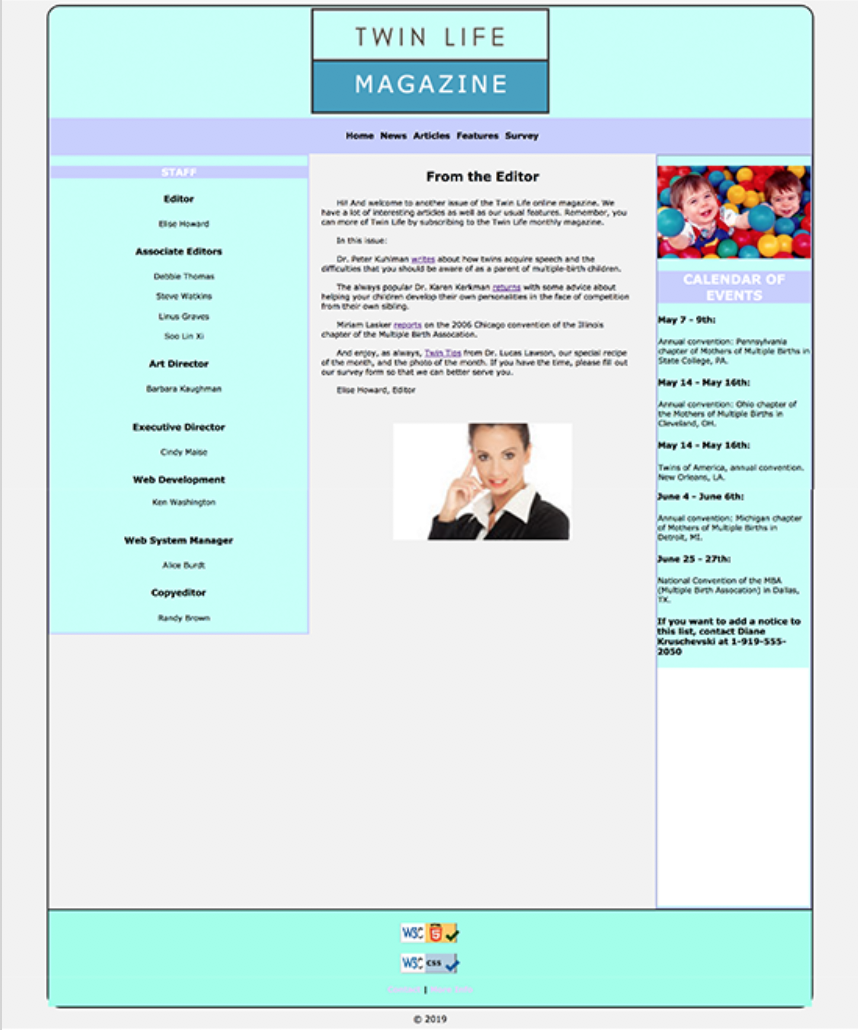 TWIN LIFE
MAGAZINE
Home News Articles Features Survey
STAFF
Editor
Elise Howard
Associate Editors
Debbie Thomas
Steve Watkins
Linus Graves
Soo Lin Xi
Art Director
Barbara Kaughman
Executive Director
Cindy Maise
Web Development
Ken Washington
Web System Manager
Alice Burdt
Copyeditor
Randy Brown
From the Editor
Hi! And welcome to another issue of the Twin Life online magazine. We
have a lot of interesting articles as well as our usual features. Remember, you
can more of Twin Life by subscribing to the Twin Life monthly magazine.
In this issue:
Dr. Peter Kuhlman writes about how twins acquire speech and the
difficulties that you should be aware of as a parent of multiple-birth children.
The always popular Dr. Karen Kerkman returns with some advice about
helping your children develop their own personalities in the face of competition
from their own sibling.
Miriam Lasker reports on the 2006 Chicago convention of the Illinois
chapter of the Multiple Birth Assocation.
And enjoy, as always, Twin Tips from Dr. Lucas Lawson, our special recipe
of the month, and the photo of the month. If you have the time, please fill out
our survey form so that we can better serve you.
Elise Howard, Editor
CALENDAR OF
EVENTS
May 7 - 9th:
Annual convention: Pennsylvania
chapter of Mothers of Multiple Births in
State College, PA.
May 14 - May 16th:
Annual convention: Ohio chapter of
the Mothers of Multiple Births in
Cleveland, OH.
May 14 - May 16th:
Twins of America, annual convention.
New Orleans, LA.
June 4 - June 6th:
Annual convention: Michigan chapter
of Mothers of Multiple Births in
Detroit, MI.
June 25 - 27th:
National Convention of the MBA
(Multiple Birth Assocation) in Dallas,
TX.
If you want to add a notice to
this list, contact Diane
Kruschevski at 1-919-555-
2050
W3C 5
W3C css
|
© 2019